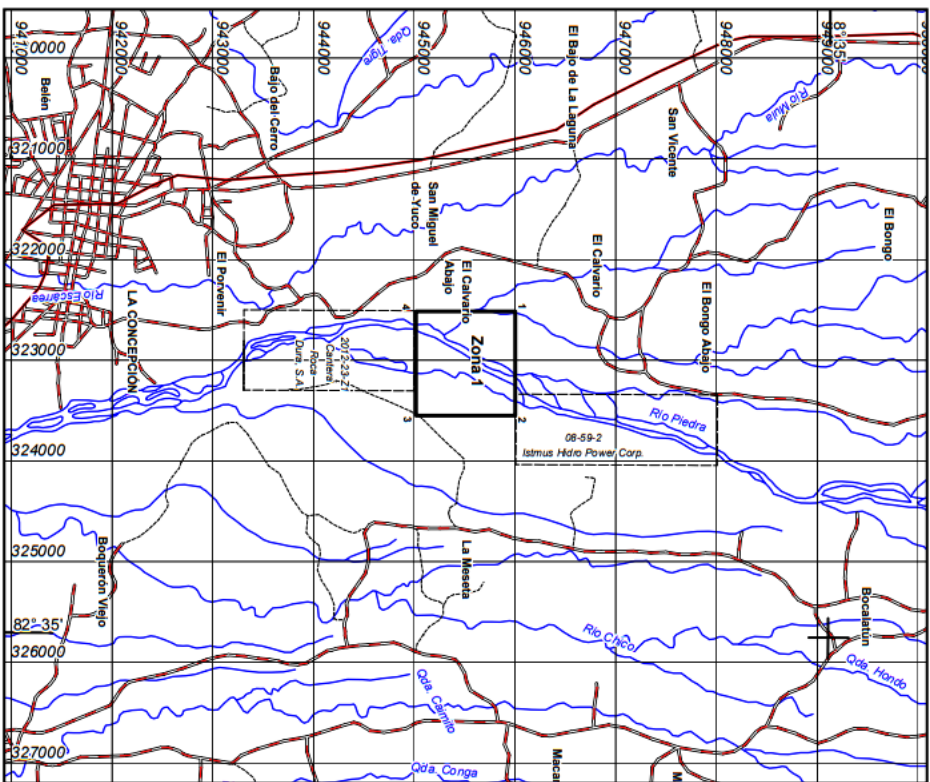 941000
942000
943000
944000
945000
946000
947000
948000
8°35'
320000
321000
322000
323000
324000
325000
326000
327000
82° 35'
Belén
Bajo del Cerro
Qda. Tigre
El Bajo de La Laguna
San Vicente
Río Mula
El Bongo
San Miguel
de Yuco
El Porvenir
LA CONCEPCIÓN
Río Escarrea
El Calvario
Abajo
El Calvario
El Bongo Abajo
Zona 1
1
2
3
4
2012-23-Z1
Cantera
Roca
Dura, S.A.
Río Piedra
08-59-2
Istmus Hidro Power Corp.
Boquerón Viejo
La Meseta
Río Chico
Bocalatún
Qda. Hondo
Qda. Caimito
Qda. Conga